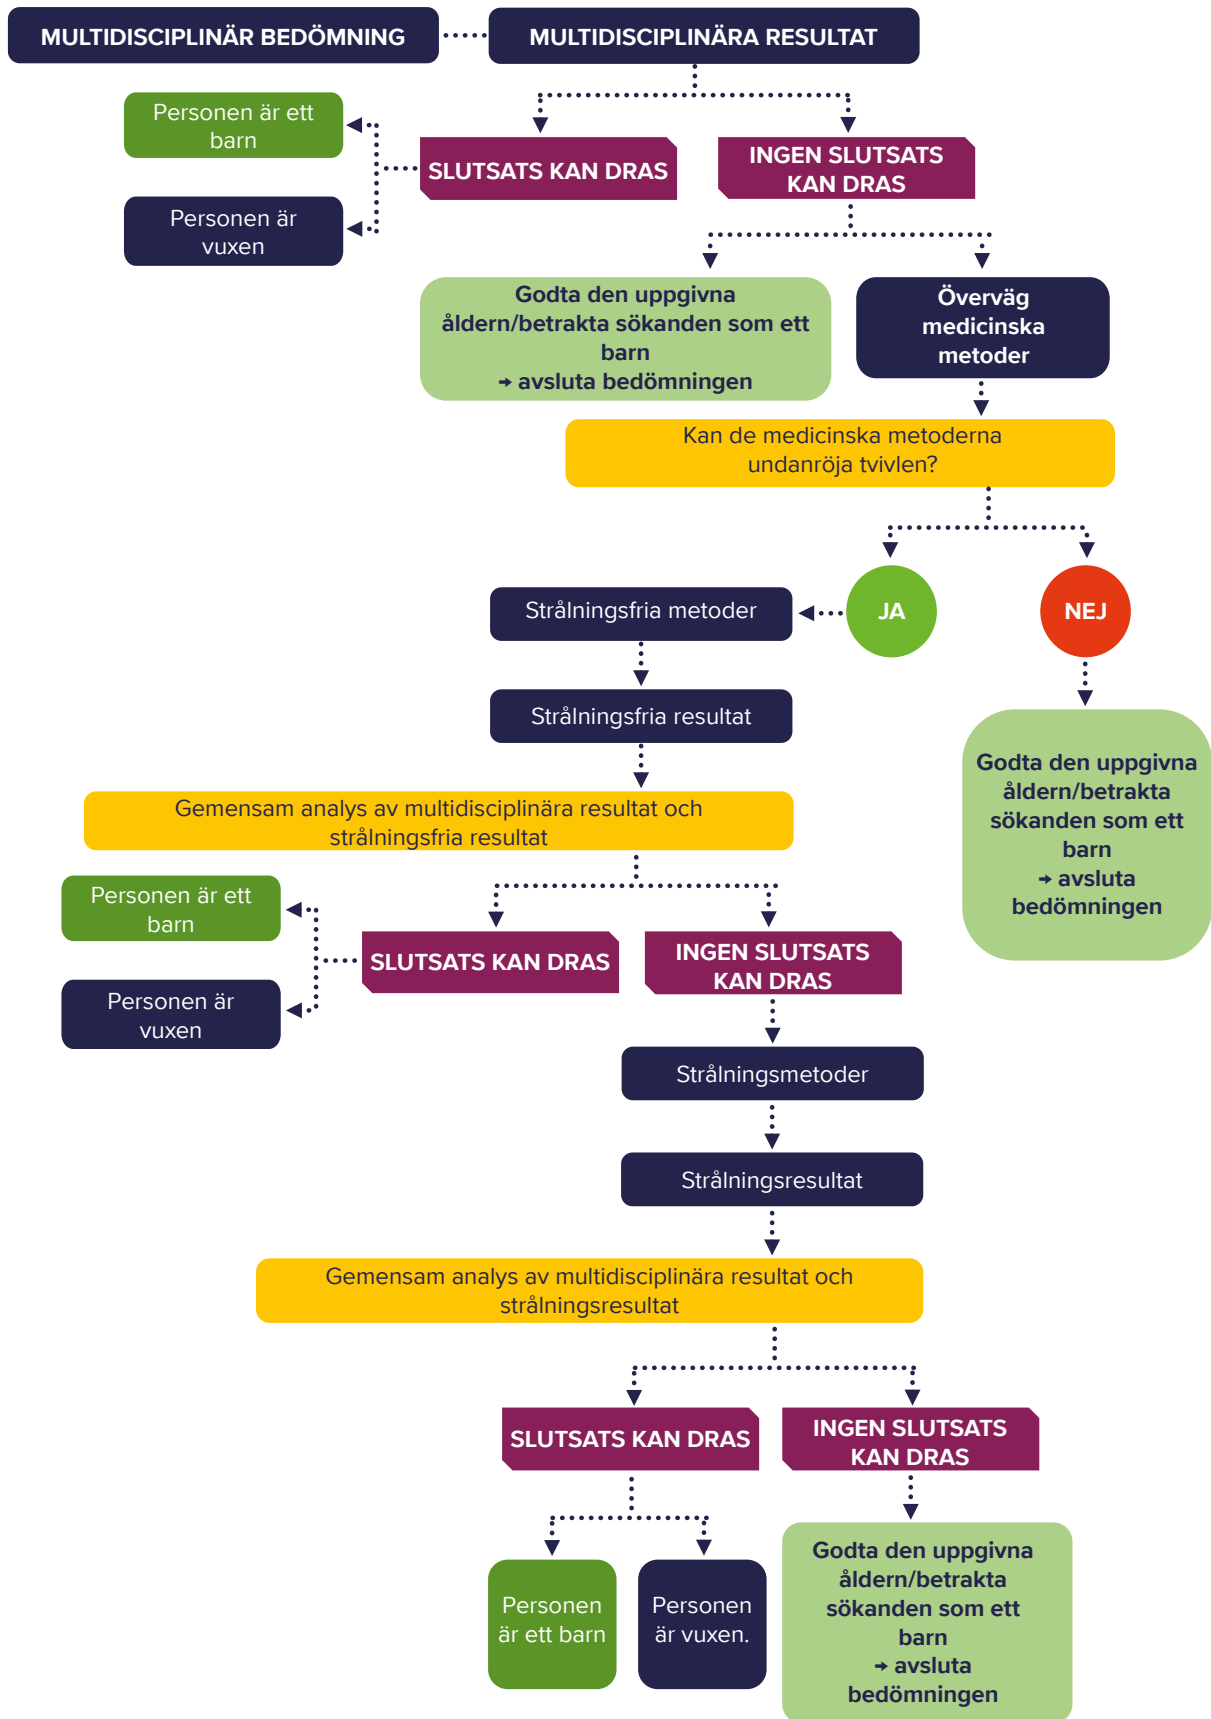 MULTIDISCIPLINÄR BEDÖMNING
MULTIDISCIPLINÄRA RESULTAT
Personen är ett
barn
Personen är
vuxen
SLUTSATS KAN DRAS
INGEN SLUTSATS
KAN DRAS
Godta den uppgivna
åldern/betrakta sökanden som ett
barn
→ avsluta bedömningen
Överväg
medicinska
metoder
Kan de medicinska metoderna
undanröja tvivlen?
JA
NEJ
Strålningsfria metoder
Strålningsfria resultat
Godta den uppgivna
åldern/betrakta
sökanden som ett
barn
→ avsluta
bedömningen
Gemensam analys av multidisciplinära resultat och
strålningsfria resultat
Personen är ett
barn
Personen är
vuxen
SLUTSATS KAN DRAS
INGEN SLUTSATS
KAN DRAS
Strålningsmetoder
Strålningsresultat
Gemensam analys av multidisciplinära resultat och
strålningsresultat
SLUTSATS KAN DRAS
INGEN SLUTSATS
KAN DRAS
Personen
är ett barn
Personen
är vuxen.
Godta den uppgivna
åldern/betrakta
sökanden som ett
barn
→ avsluta
bedömningen